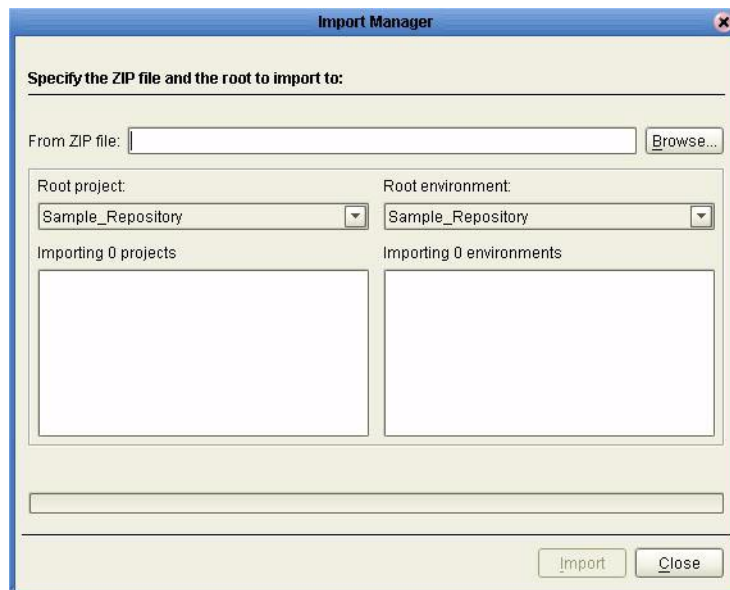 Import Manager
Specify the ZIP file and the root to import to:
From ZIP file:
Browse...
Root project:
Root environment:
Sample_Repository
Sample_Repository
Importing 0 projects
Importing 0 environments
Import
Close